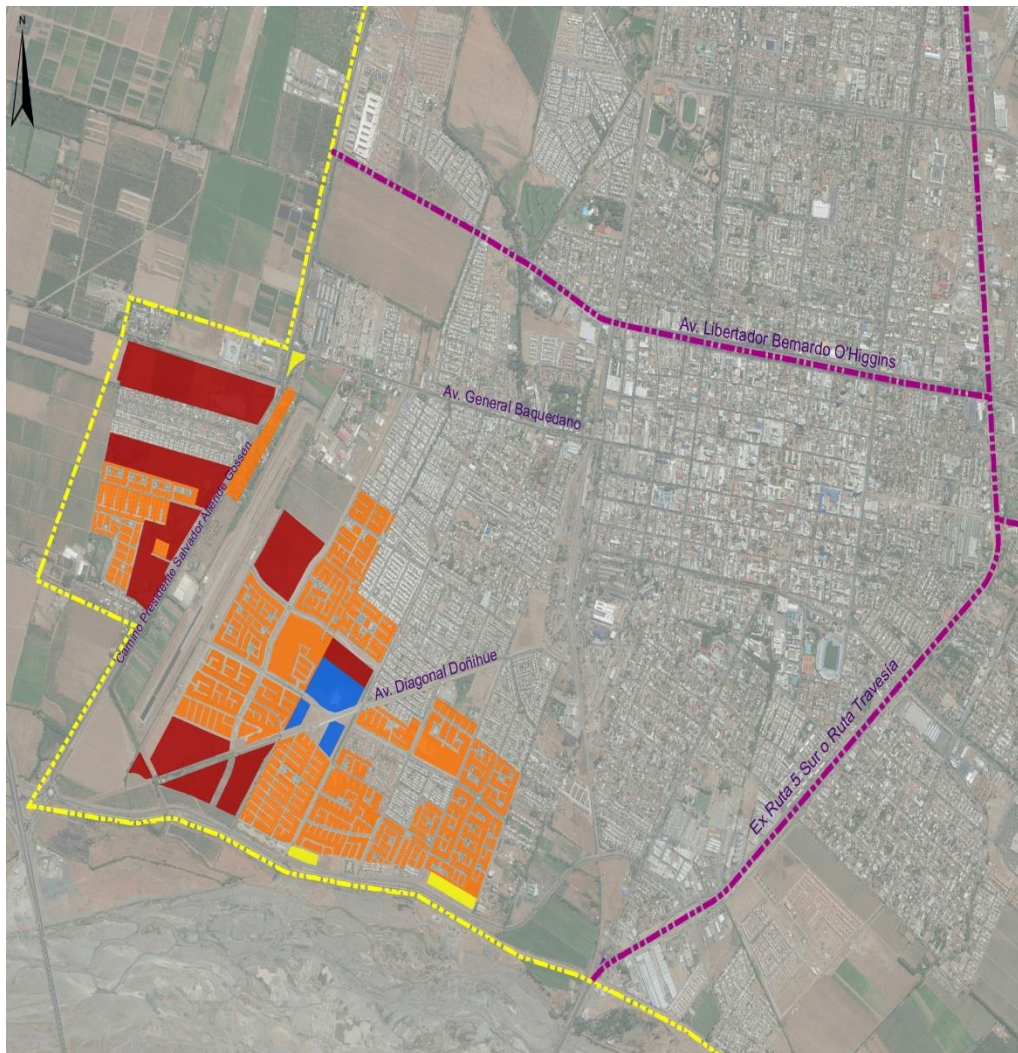 N
Av. Libertador Bernardo O'Higgins
Av. General Baquedano
Camino Presidente Salvador Allende Gossen
Av. Diagonal Doñihue
Ex Ruta 5 Sur o Ruta Travesía